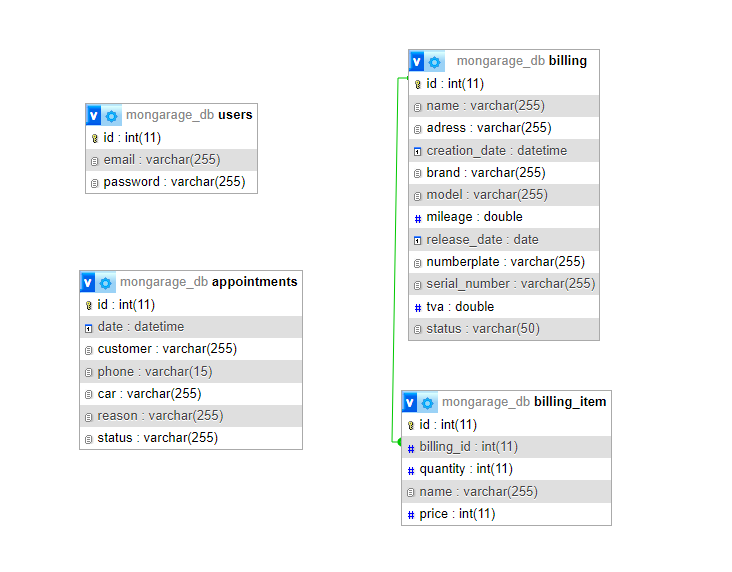 mongarage_db users
id : int(11)
email : varchar(255)
password : varchar(255)
mongarage_db appointments
id : int(11)
date : datetime
customer : varchar(255)
phone : varchar(15)
car : varchar(255)
reason : varchar(255)
status : varchar(255)
mongarage_db billing
id : int(11)
name : varchar(255)
adress : varchar(255)
creation_date : datetime
brand : varchar(255)
model : varchar(255)
# mileage : double
release_date : date
numberplate : varchar(255)
serial_number : varchar(255)
# tva : double
status : varchar(50)
mongarage_db billing_item
id : int(11)
# billing_id : int(11)
# quantity : int(11)
name : varchar(255)
# price : int(11)